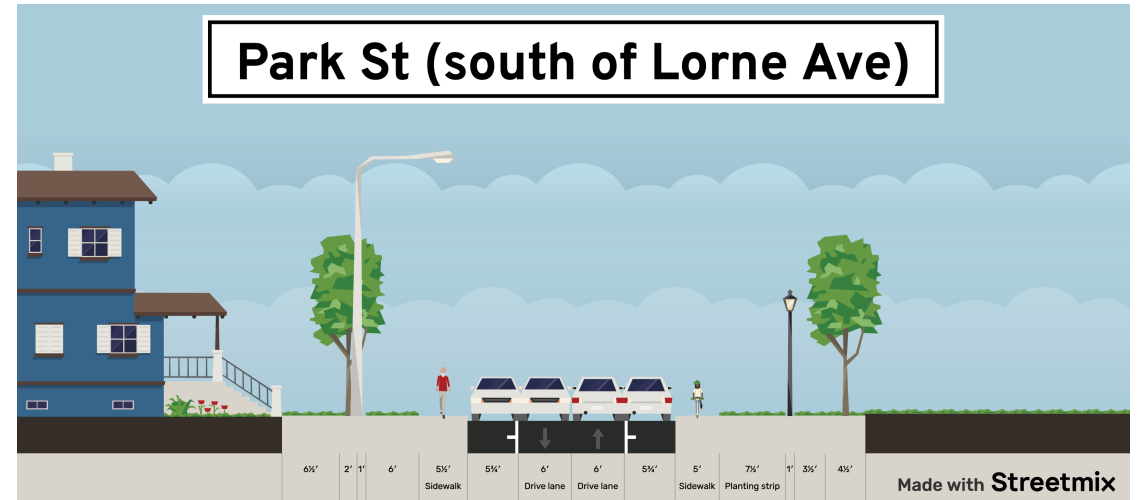 Park St (south of Lorne Ave)
6½' 2' 1' 6' 5½' 5¾' 6' 6' 5¾' 5' 7½' 1' 3½' 4½'
Sidewalk Drive lane Drive lane Sidewalk Planting strip
Made with Streetmix